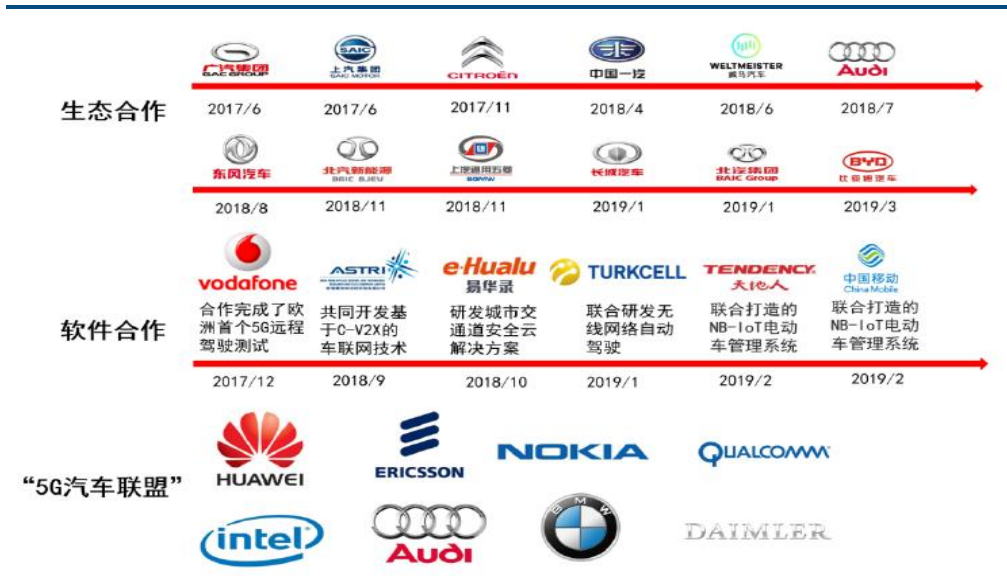 广汽集团
GAC GROUP
SAIC
上汽集团
SAIC MOTOR
CITROËN
中国一汽
WELTMEISTER
威马汽车
Audi
生态合作
2017/6
2017/6
2017/11
2018/4
2018/6
2018/7
东风汽车
北汽新能源
BAIC BJEV
上汽通用五菱
SGMW
长城汽车
北汽集团
BAIC Group
BYD
比亚迪汽车
2018/8
2018/11
2018/11
2019/1
2019/1
2019/3
vodafone
ASTRI
e·Hualu
易华录
TURKCELL
TENDENCY
天地人
中国移动
China Mobile
软件合作
合作完成了欧
洲首个5G远程
驾驶测试
共同开发基
于C-V2X的
车联网技术
研发城市交
通道安全云
解决方案
联合研发无
线网络自动
驾驶
联合打造的
NB-IoT电动
车管理系统
联合打造的
NB-IoT电动
车管理系统
2017/12
2018/9
2018/10
2019/1
2019/2
2019/2
“5G汽车联盟”
HUAWEI
ERICSSON
NOKIA
QUALCOMM
intel
Audi
BMW
DAIMLER